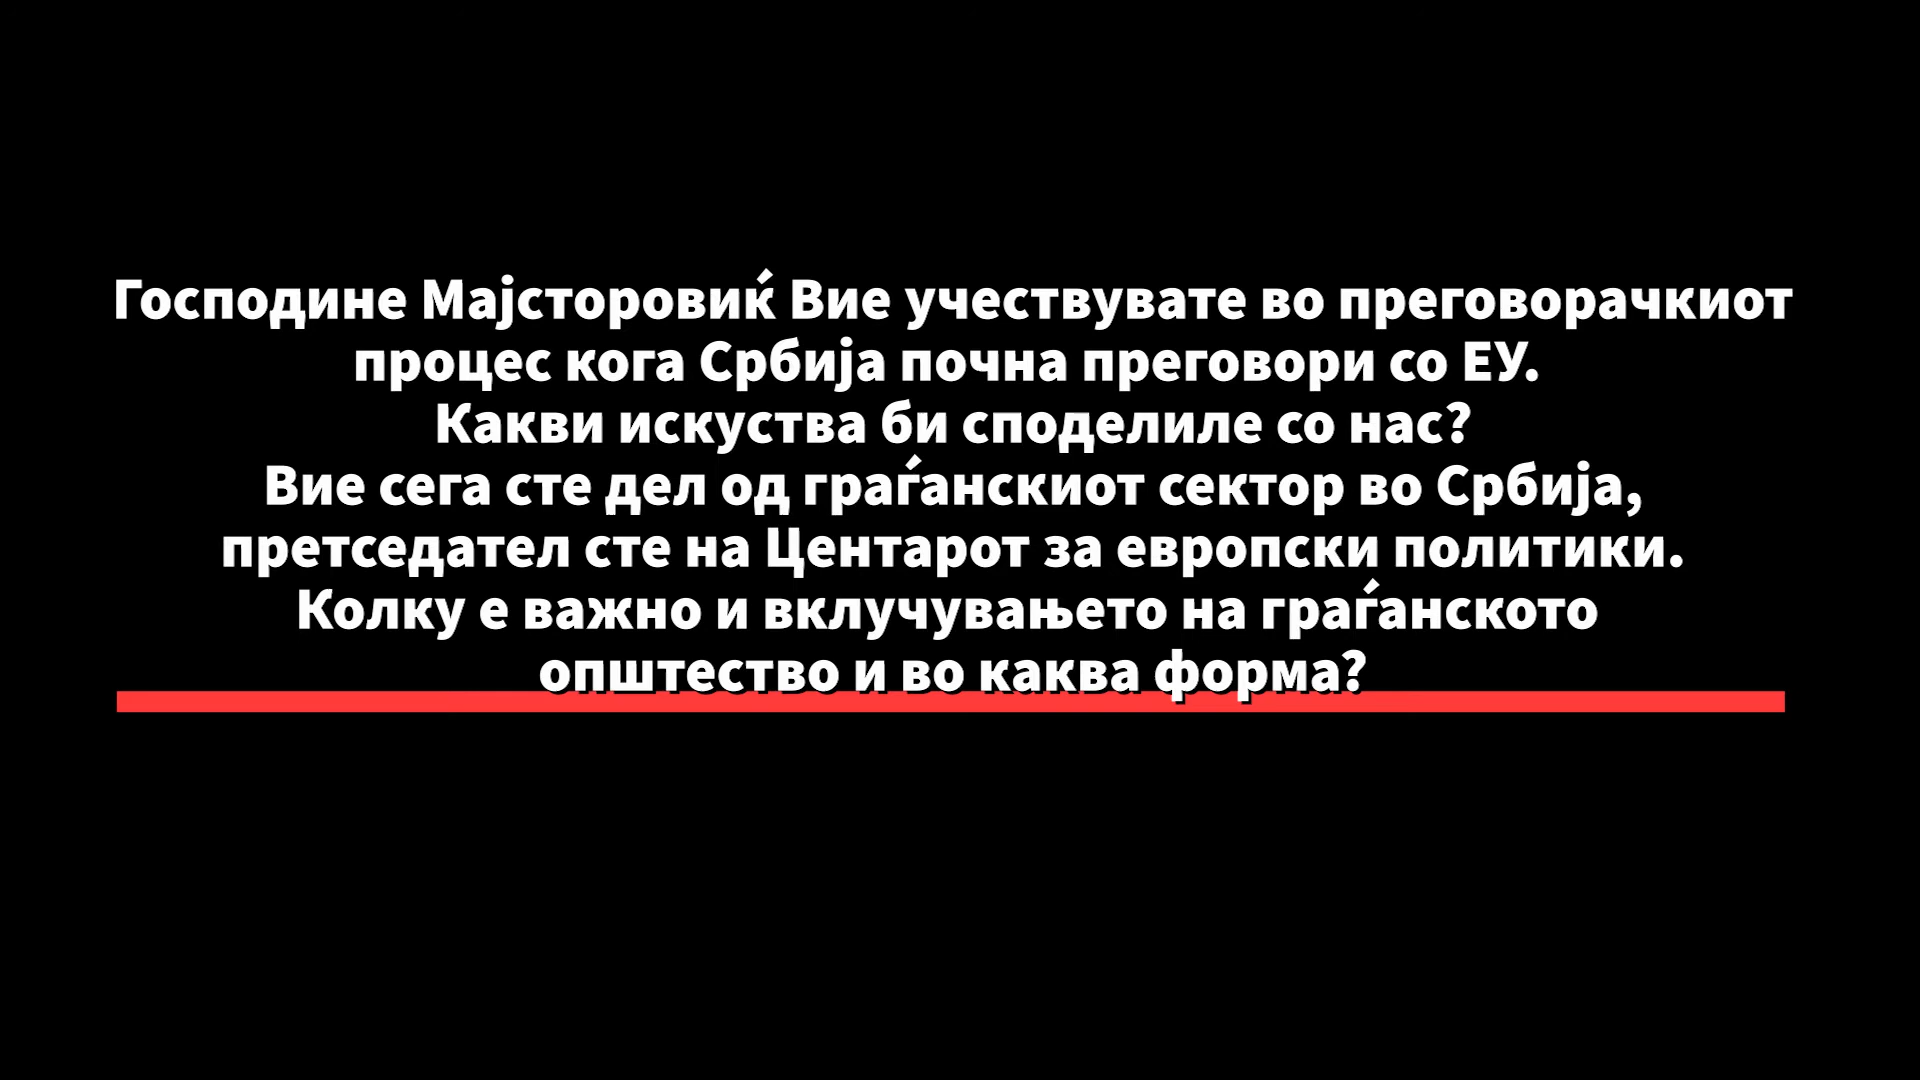 Господине Мајсторовиќ Вие учествувате во преговорачкиот
процес кога Србија почна преговори со ЕУ.
Какви искуства би споделиле со нас?
Вие сега сте дел од граѓанскиот сектор во Србија,
претседател сте на Центарот за европски политики.
Колку е важно и вклучувањето на граѓанското
општество и во каква форма?